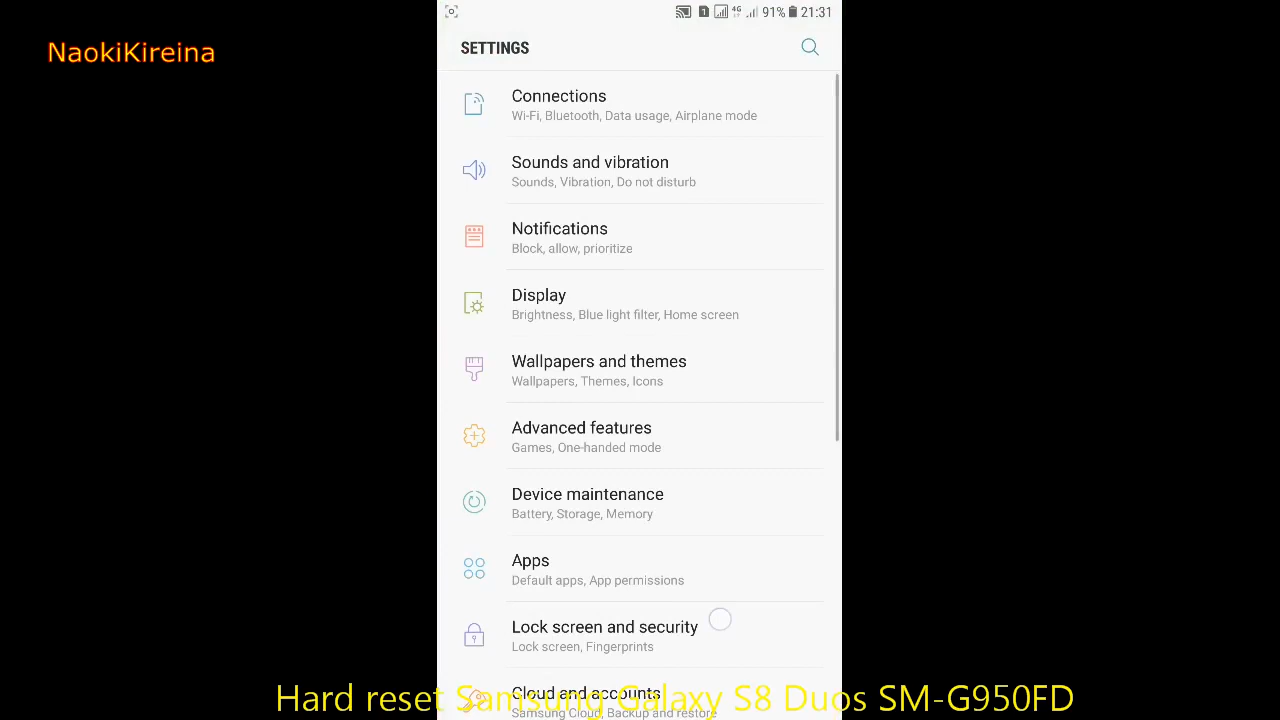 NaokiKireina
1 4G 91% 21:31
SETTINGS
Connections
Wi-Fi, Bluetooth, Data usage, Airplane mode
Sounds and vibration
Sounds, Vibration, Do not disturb
Notifications
Block, allow, prioritize
Display
Brightness, Blue light filter, Home screen
Wallpapers and themes
Wallpapers, Themes, Icons
Advanced features
Games, One-handed mode
Device maintenance
Battery, Storage, Memory
Apps
Default apps, App permissions
Lock screen and security
Lock screen, Fingerprints
Cloud and accounts
Samsung Cloud, Backup and restore
Hard reset Samsung Galaxy S8 Duos SM-G950FD